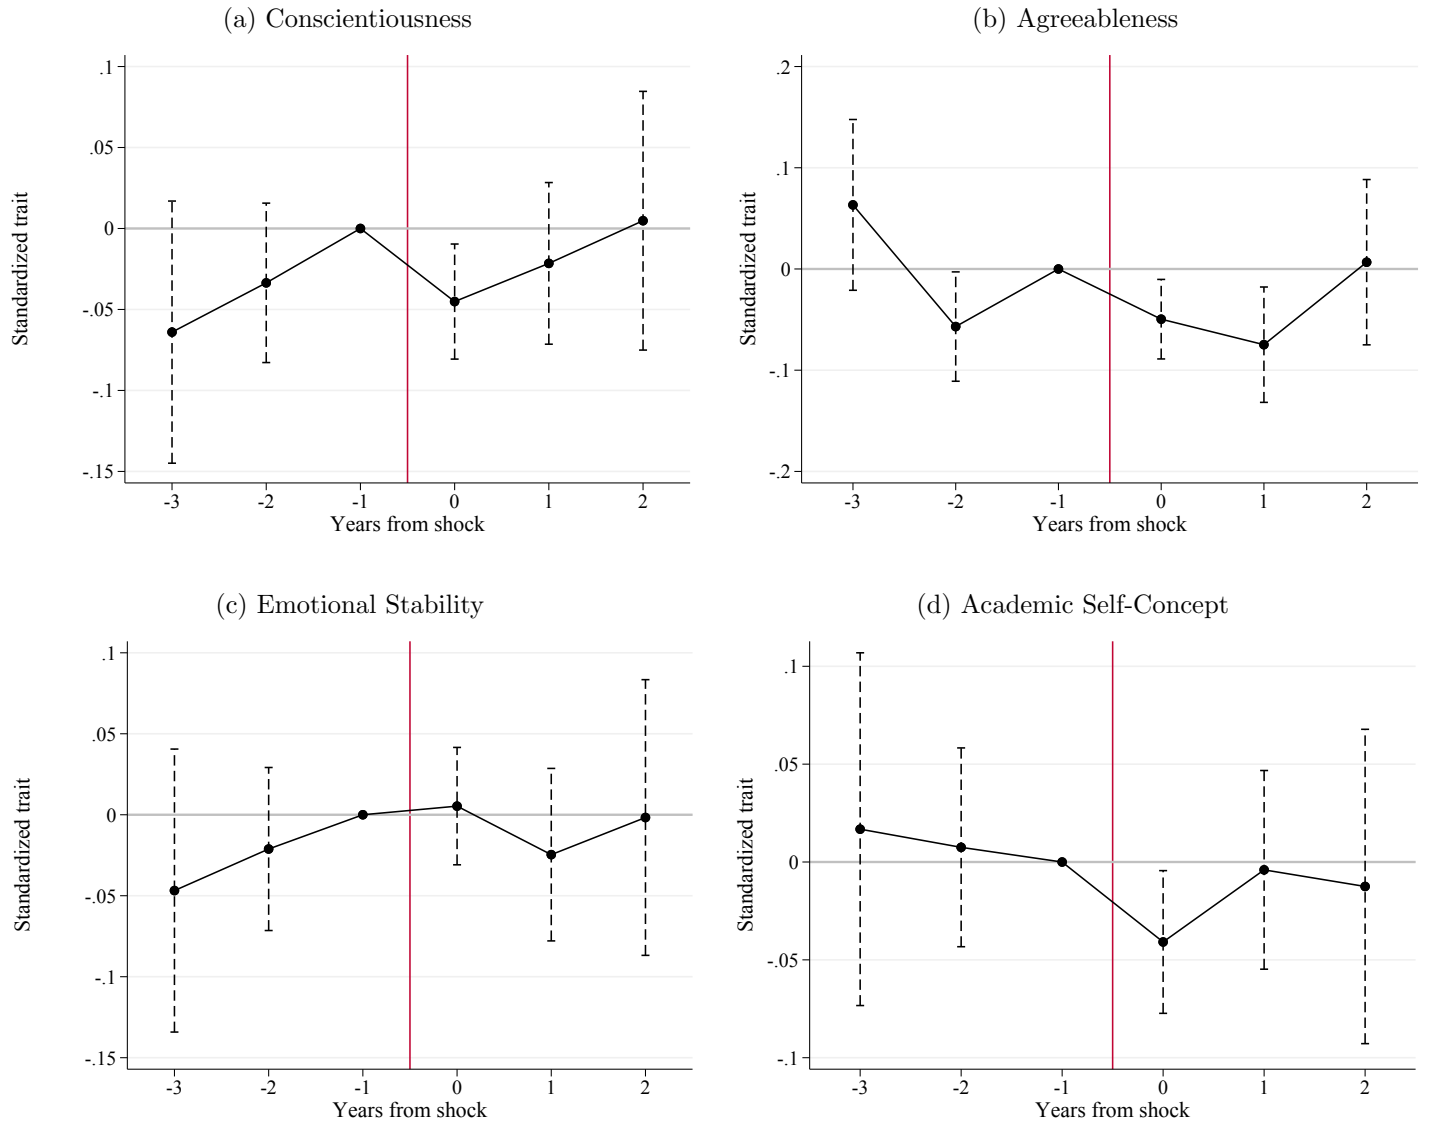 (a) Conscientiousness
Standardized trait
.1
.05
0
-.05
-.1
-.15
-3 -2 -1 0 1 2
Years from shock
(b) Agreeableness
Standardized trait
.2
.1
0
-.1
-.2
-3 -2 -1 0 1 2
Years from shock
(c) Emotional Stability
Standardized trait
.1
.05
0
-.05
-.1
-.15
-3 -2 -1 0 1 2
Years from shock
(d) Academic Self-Concept
Standardized trait
.1
.05
0
-.05
-.1
-3 -2 -1 0 1 2
Years from shock